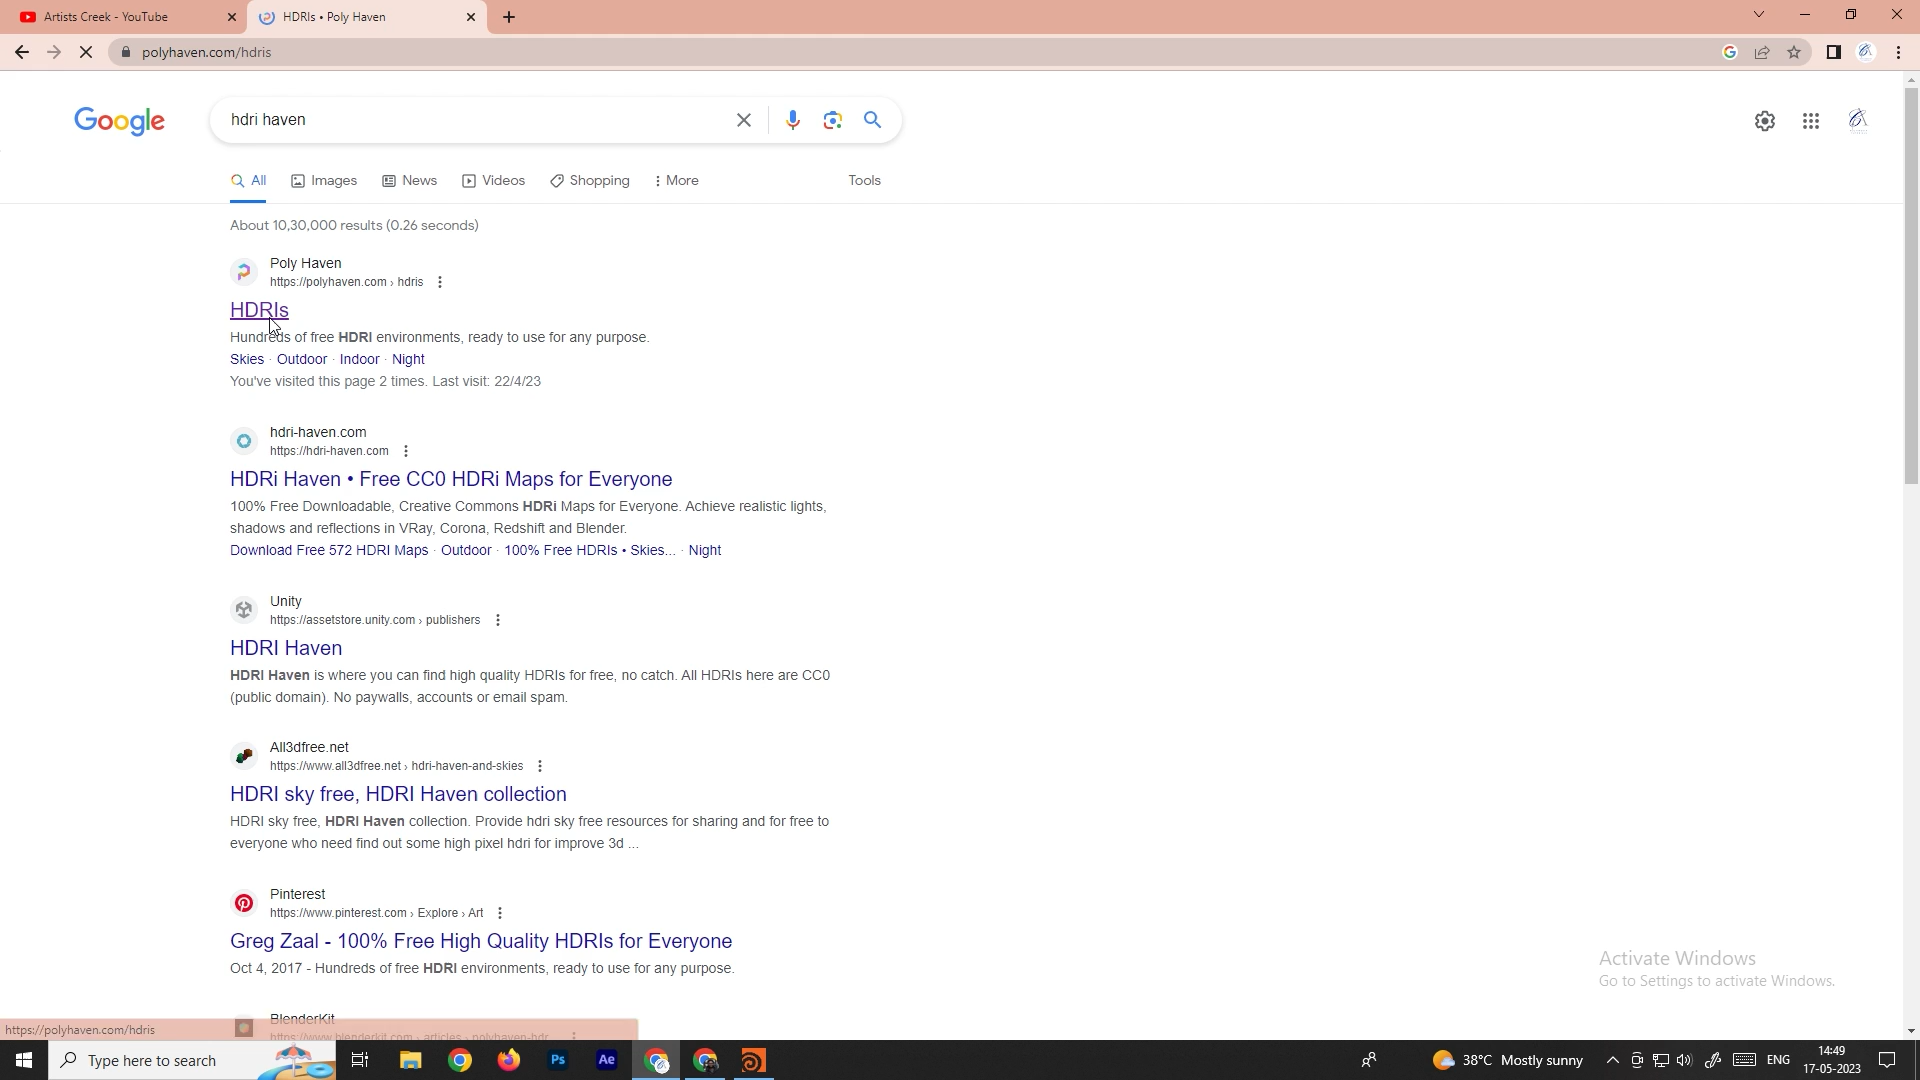 Artists Creek - YouTube
HDRIs • Poly Haven
polyhaven.com/hdris
Google
hdri haven
All
Images
News
Videos
Shopping
More
Tools
About 10,30,000 results (0.26 seconds)
Poly Haven
https://polyhaven.com › hdris
HDRIs
Hundreds of free HDRI environments, ready to use for any purpose.
Skies · Outdoor · Indoor · Night
You've visited this page 2 times. Last visit: 22/4/23
hdri-haven.com
https://hdri-haven.com
HDRi Haven • Free CC0 HDRi Maps for Everyone
100% Free Downloadable, Creative Commons HDRi Maps for Everyone. Achieve realistic lights,
shadows and reflections in VRay, Corona, Redshift and Blender.
Download Free 572 HDRI Maps · Outdoor · 100% Free HDRIs • Skies... · Night
Unity
https://assetstore.unity.com › publishers
HDRI Haven
HDRI Haven is where you can find high quality HDRIs for free, no catch. All HDRIs here are CC0
(public domain). No paywalls, accounts or email spam.
All3dfree.net
https://www.all3dfree.net › hdri-haven-and-skies
HDRI sky free, HDRI Haven collection
HDRI sky free, HDRI Haven collection. Provide hdri sky free resources for sharing and for free to
everyone who need find out some high pixel hdri for improve 3d ...
Pinterest
https://www.pinterest.com › Explore › Art
Greg Zaal - 100% Free High Quality HDRIs for Everyone
Oct 4, 2017 - Hundreds of free HDRI environments, ready to use for any purpose.
Activate Windows
Go to Settings to activate Windows.
BlenderKit
https://www.blenderkit.com › articles › polyhaven-hdr...
https://polyhaven.com/hdris
Type here to search
Ps
Ae
38°C Mostly sunny
ENG
14:49
17-05-2023